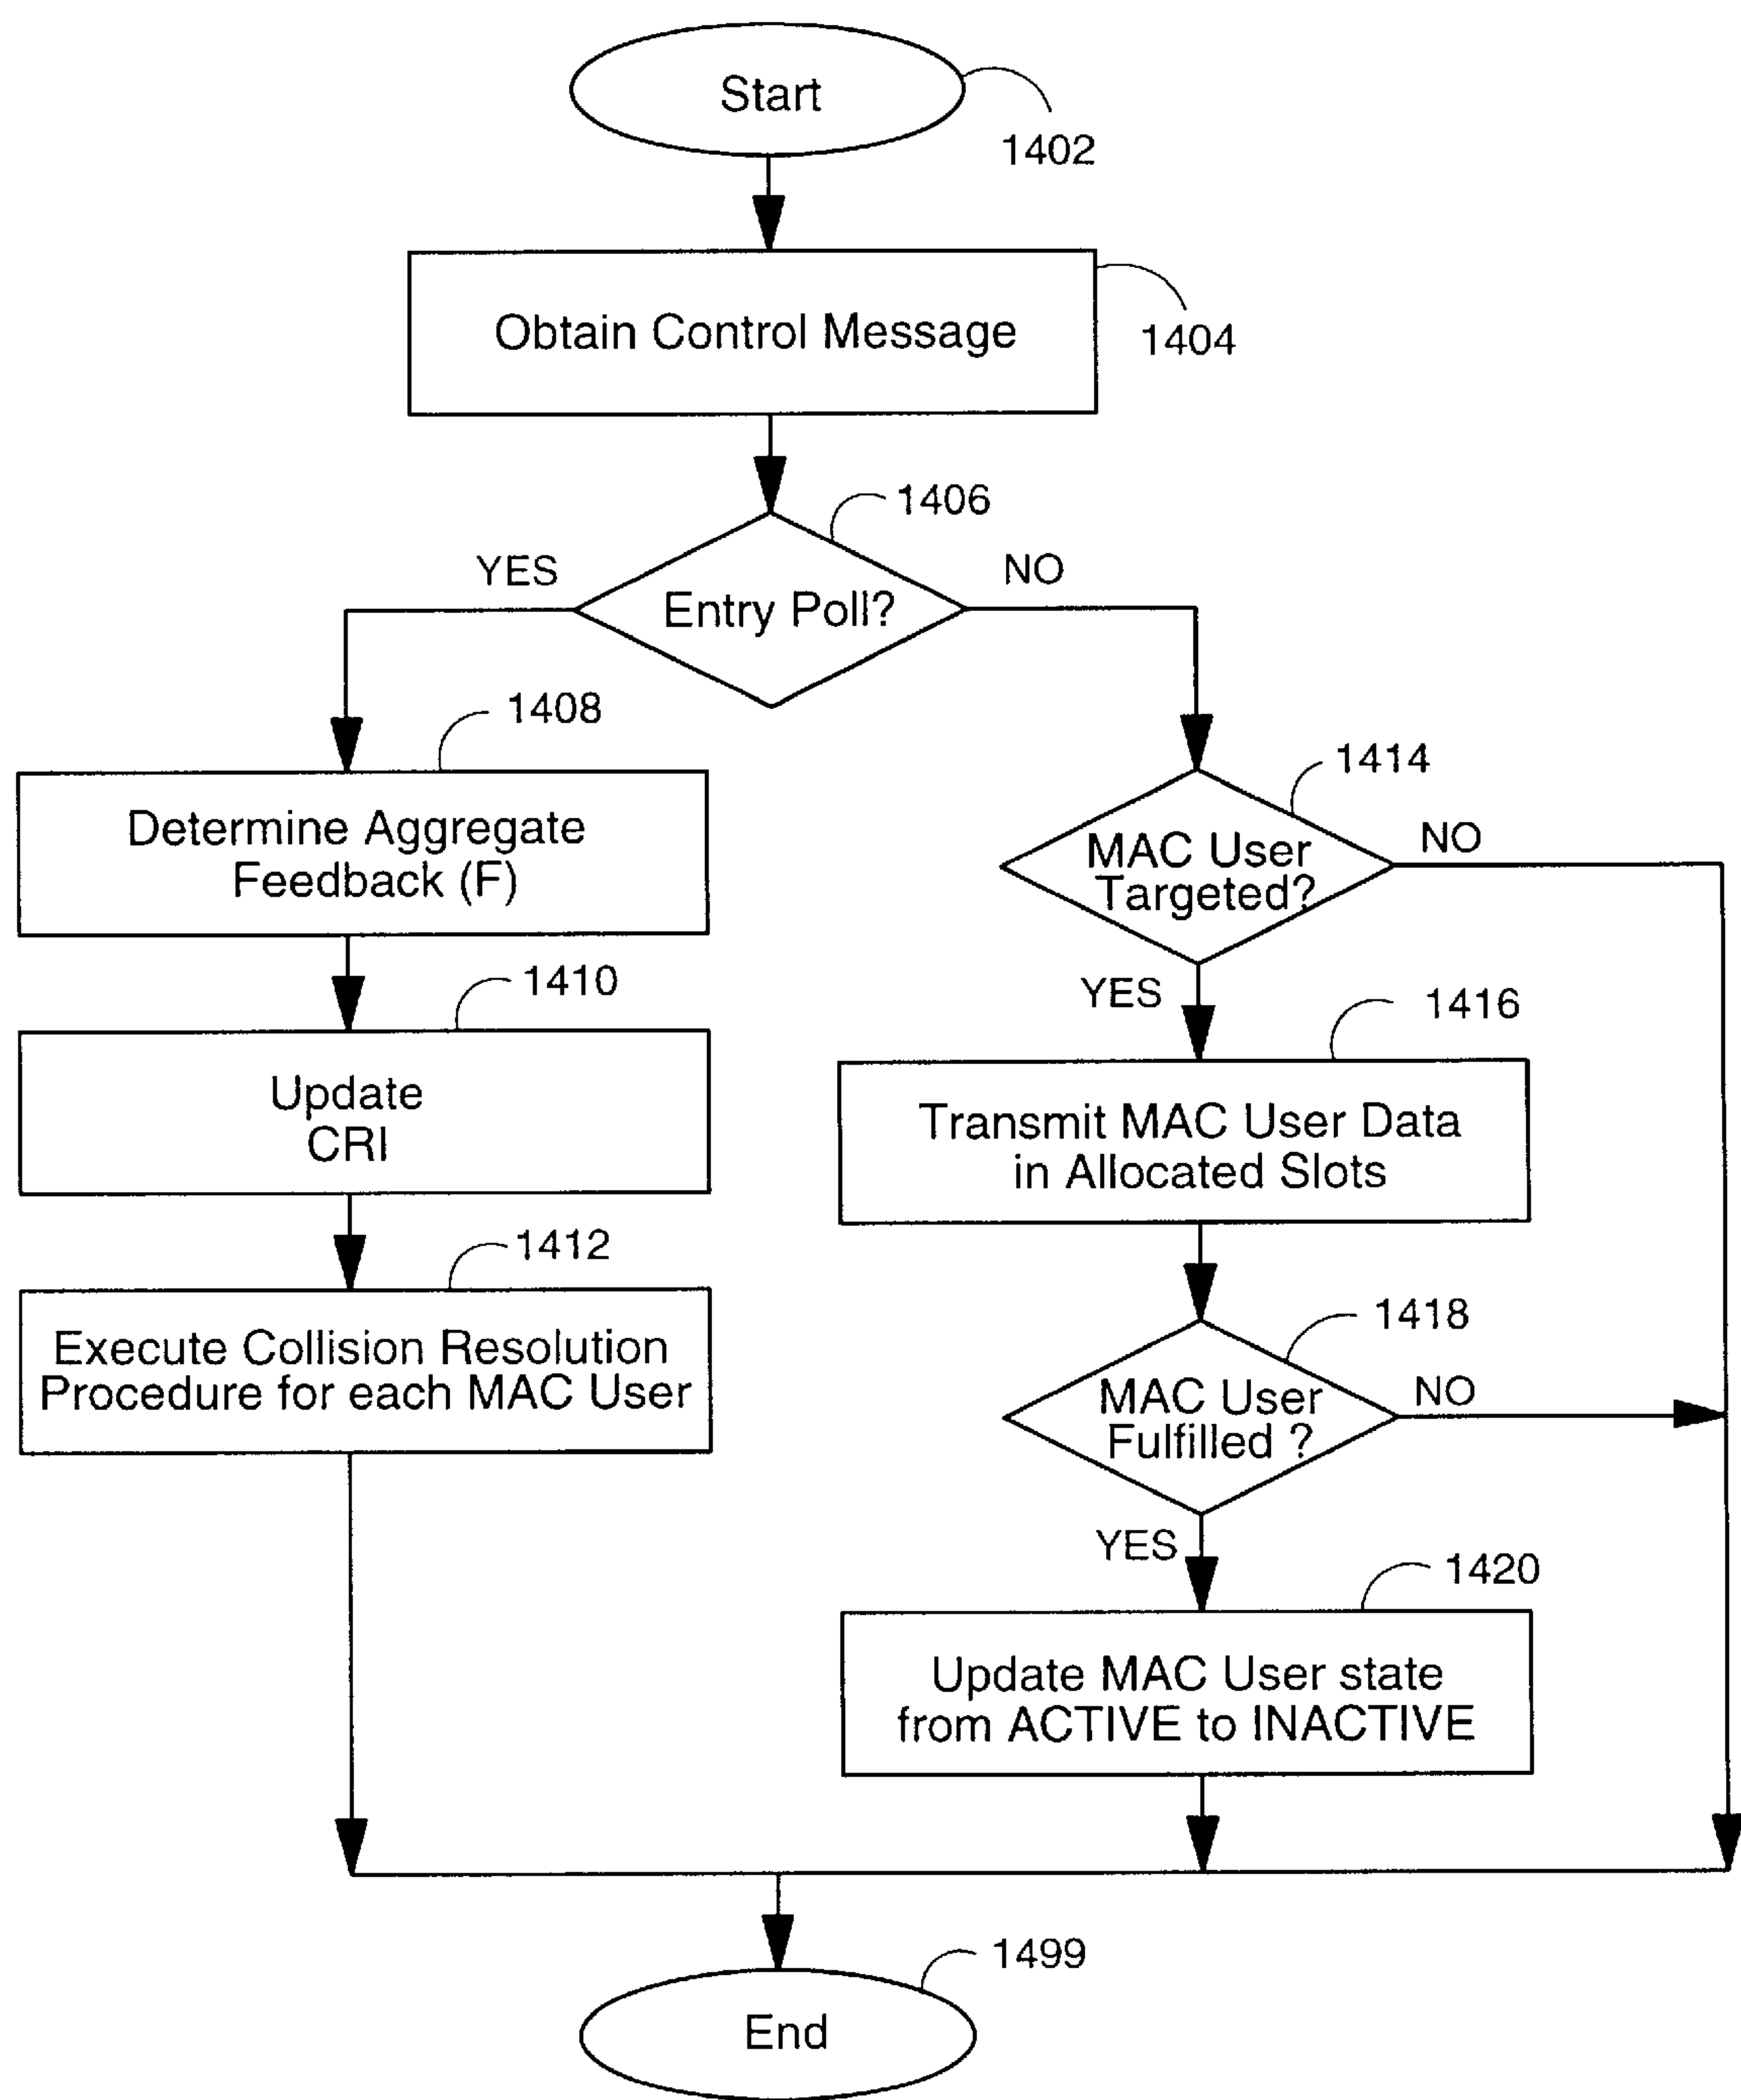 Start
1402
Obtain Control Message
1404
1406
YES
NO
Entry Poll?
1408
Determine Aggregate
Feedback (F)
1414
MAC User
Targeted?
NO
YES
1410
Update
CRI
1416
Transmit MAC User Data
in Allocated Slots
1412
Execute Collision Resolution
Procedure for each MAC User
1418
MAC User
Fulfilled ?
NO
YES
1420
Update MAC User state
from ACTIVE to INACTIVE
1499
End